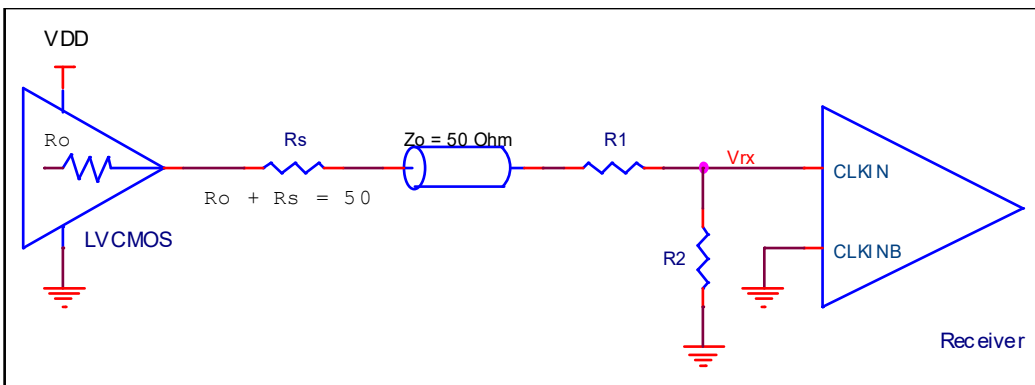 VDD
Ro
Rs
Zo = 50 Ohm
R1
Vrx
CLKIN
Ro + Rs = 50
LVCMOS
R2
CLKINB
Receiver